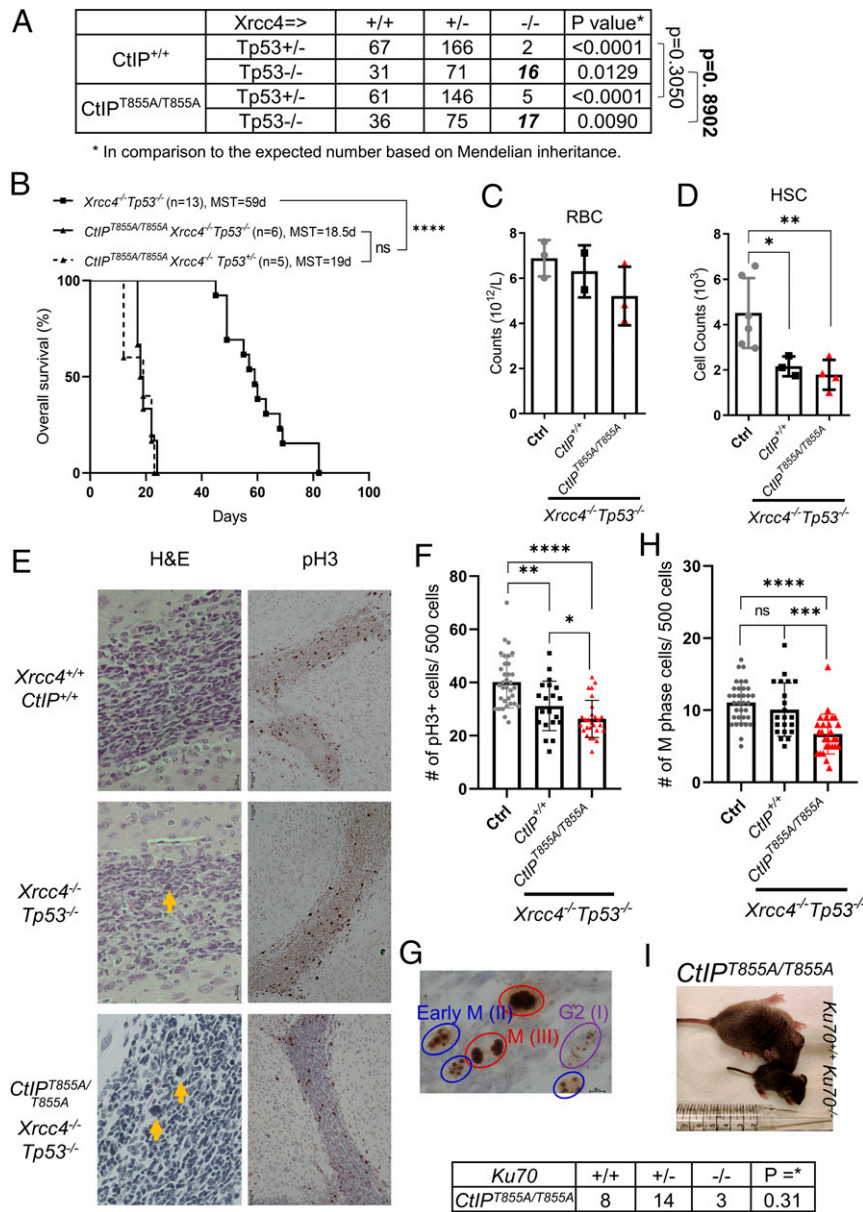 A
Xrcc4=> +/+ +/- -/- P value*
CtIP+/+ Tp53+/- 67 166 2 <0.0001
Tp53-/- 31 71 16 0.0129
CtIPT855A/T855A Tp53+/- 61 146 5 <0.0001
Tp53-/- 36 75 17 0.0090
p=0.3050
p=0. 8902
* In comparison to the expected number based on Mendelian inheritance.
B
Xrcc4-/-Tp53-/- (n=13), MST=59d
CtIPT855A/T855A Xrcc4-/-Tp53-/- (n=6), MST=18.5d
CtIPT855A/T855A Xrcc4-/- Tp53+/- (n=5), MST=19d
ns
****
Overall survival (%)
100
50
0
0 20 40 60 80 100
Days
C
RBC
Counts (10^12/L)
8
6
4
2
0
Ctrl
CtIP+/+
CtIPT855A/T855A
Xrcc4-/-Tp53-/-
D
HSC
**
*
Cell Counts (10^3)
8
6
4
2
0
Ctrl
CtIP+/+
CtIPT855A/T855A
Xrcc4-/-Tp53-/-
E
H&E pH3
Xrcc4+/+
CtIP+/+
Xrcc4-/-
Tp53-/-
CtIPT855A/
T855A
Xrcc4-/-
Tp53-/-
F
****
**
*
# of pH3+ cells/ 500 cells
80
60
40
20
0
Ctrl
CtIP+/+
CtIPT855A/T855A
Xrcc4-/-Tp53-/-
H
****
ns ***
# of M phase cells/ 500 cells
30
20
10
0
Ctrl
CtIP+/+
CtIPT855A/T855A
Xrcc4-/-Tp53-/-
G
Early M (II)
G2 (I)
M (III)
I
CtIPT855A/T855A
Ku70+/+ Ku70-/-
Ku70 +/+ +/- -/- P =*
CtIPT855A/T855A 8 14 3 0.31